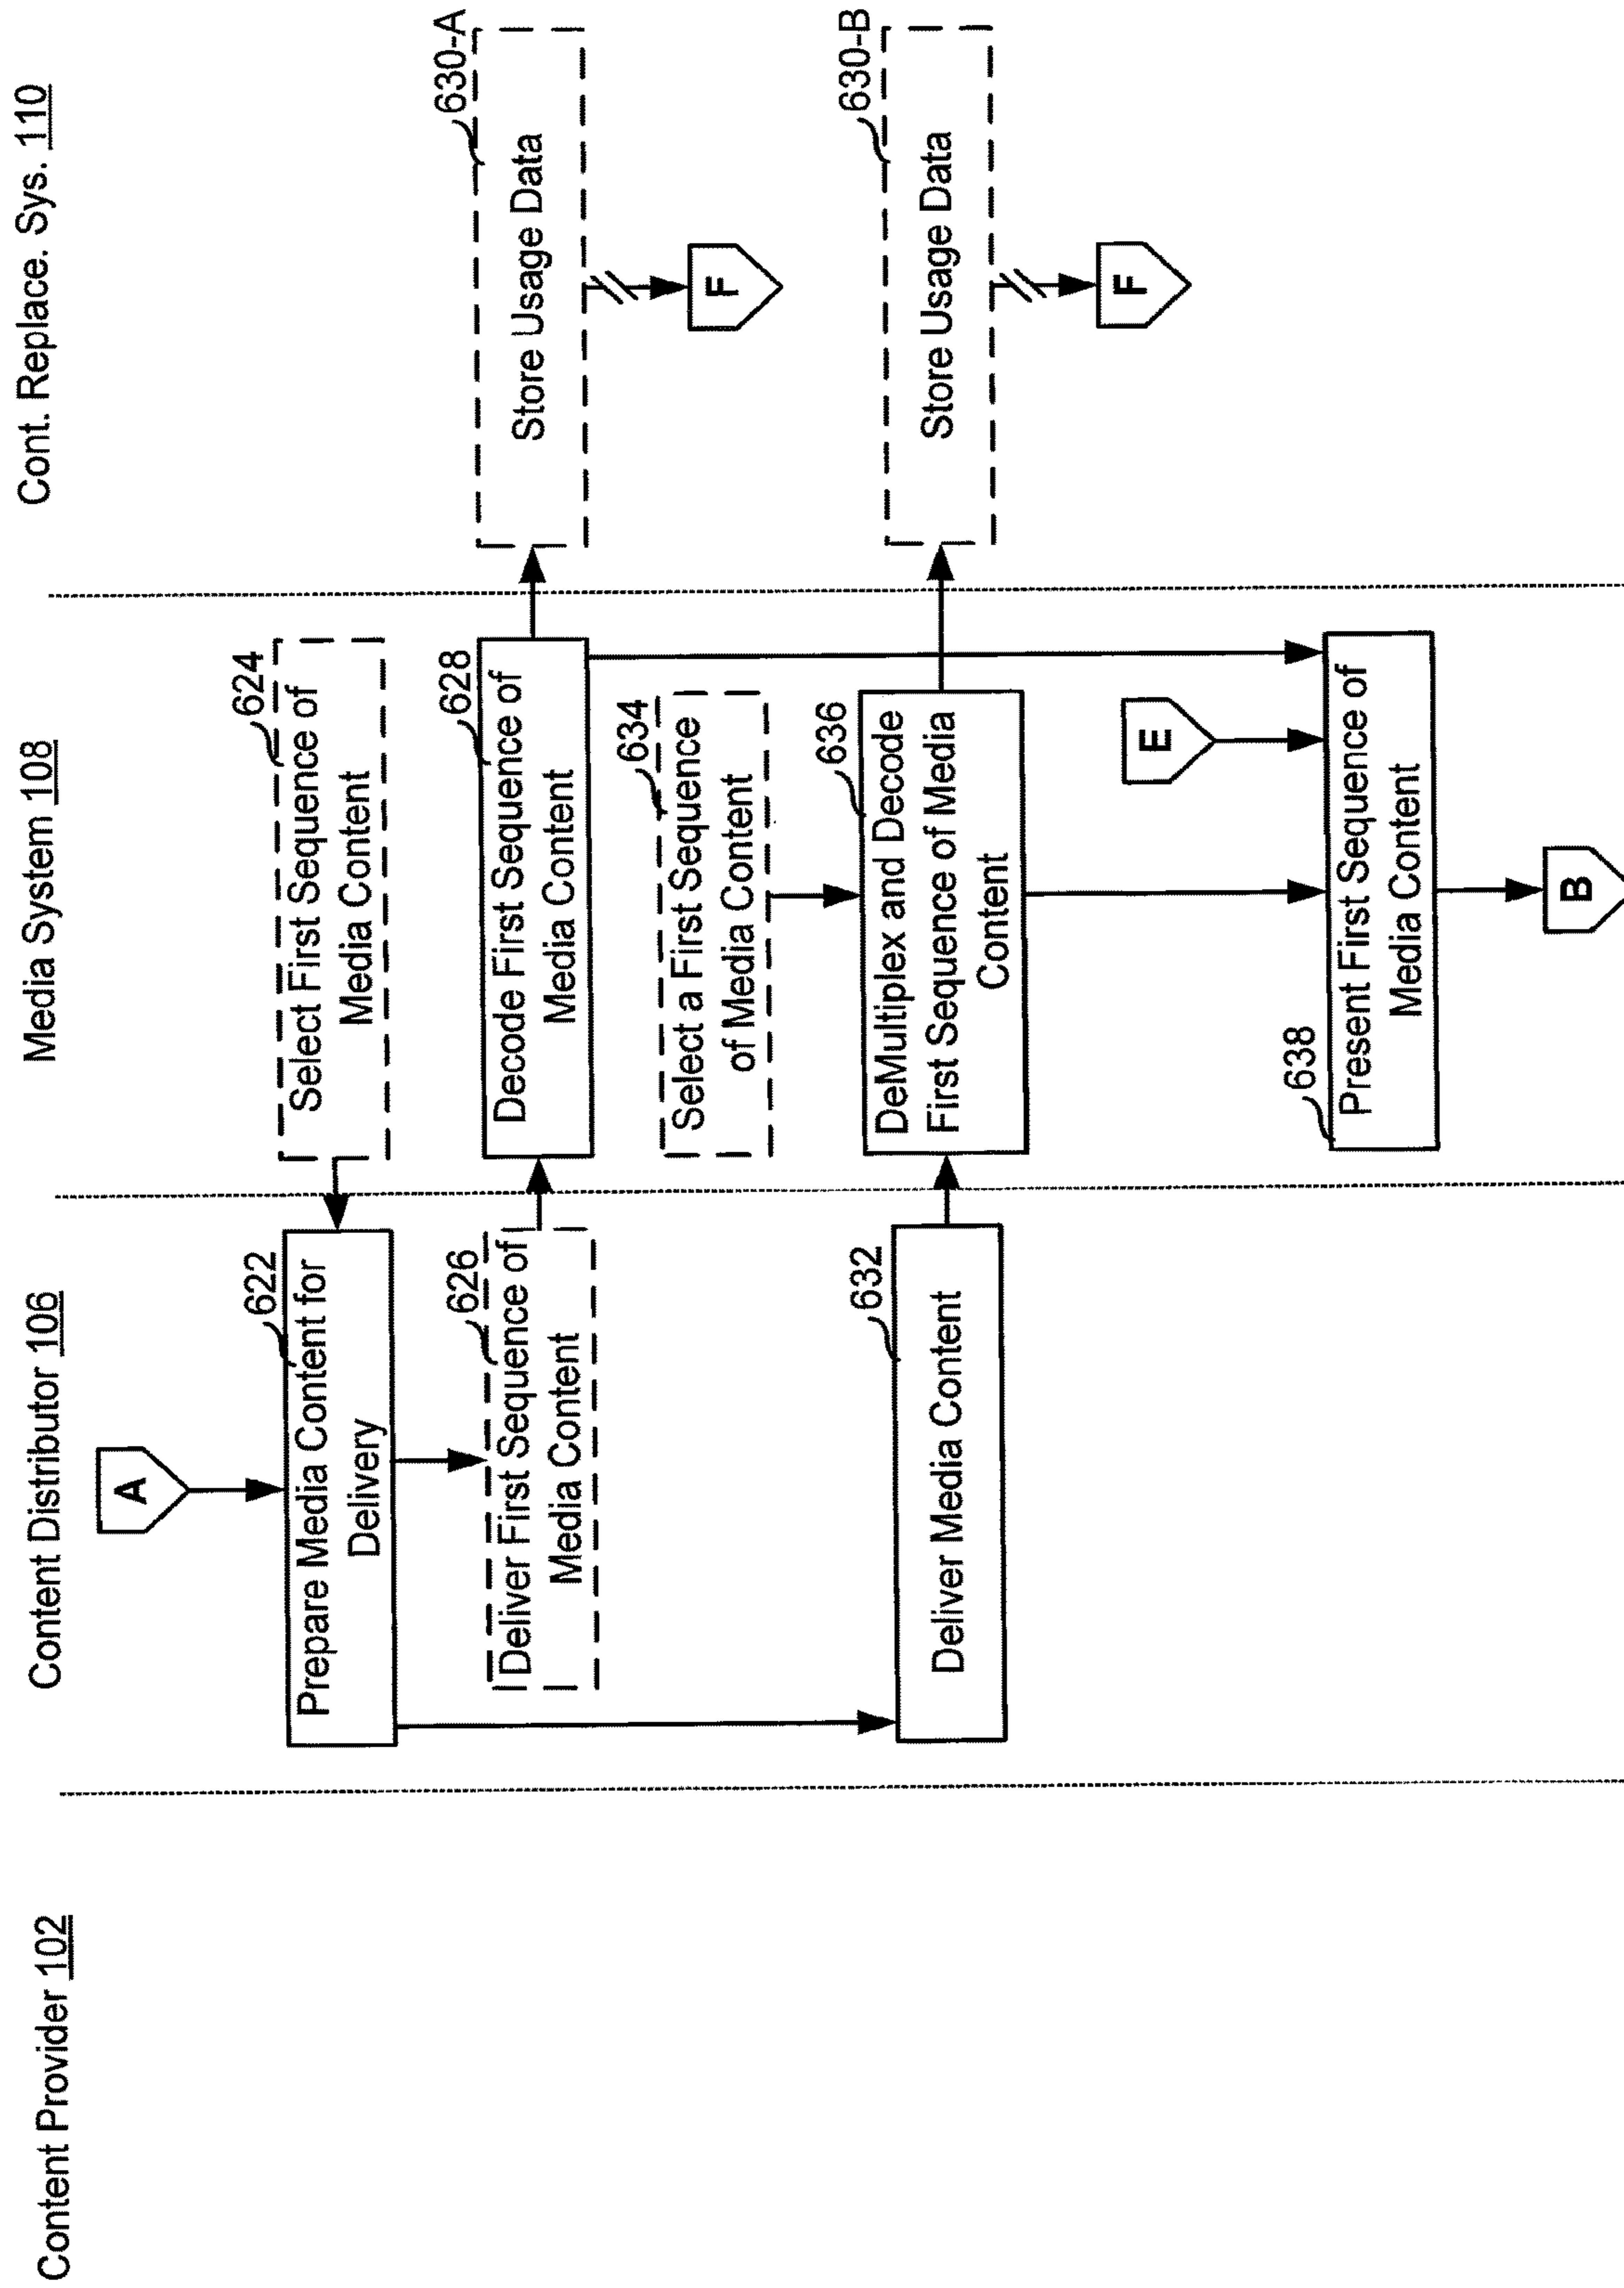 Content Provider 102
Content Distributor 106
Media System 108
Cont. Replace. Sys. 110
A
622
Prepare Media Content for
Delivery
624
Select First Sequence of
Media Content
626
Deliver First Sequence of
Media Content
628
Decode First Sequence of
Media Content
630-A
Store Usage Data
F
634
Select a First Sequence
of Media Content
632
Deliver Media Content
636
DeMultiplex and Decode
First Sequence of Media
Content
630-B
Store Usage Data
F
E
638
Present First Sequence of
Media Content
B